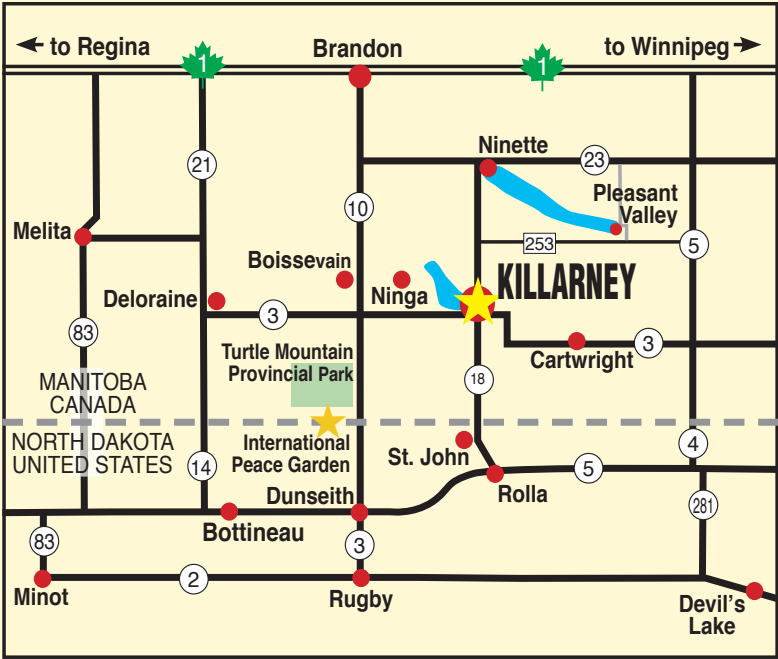 to Regina
1
Brandon
1
to Winnipeg
Ninette
23
21
Pleasant
Valley
10
Melita
253
5
Boissevain
KILLARNEY
Ninga
Deloraine
3
83
3
Turtle Mountain
Provincial Park
Cartwright
18
MANITOBA
CANADA
NORTH DAKOTA
UNITED STATES
International
Peace Garden
St. John
4
14
5
Rolla
Dunseith
281
Bottineau
83
3
2
Minot
Rugby
Devil's
Lake